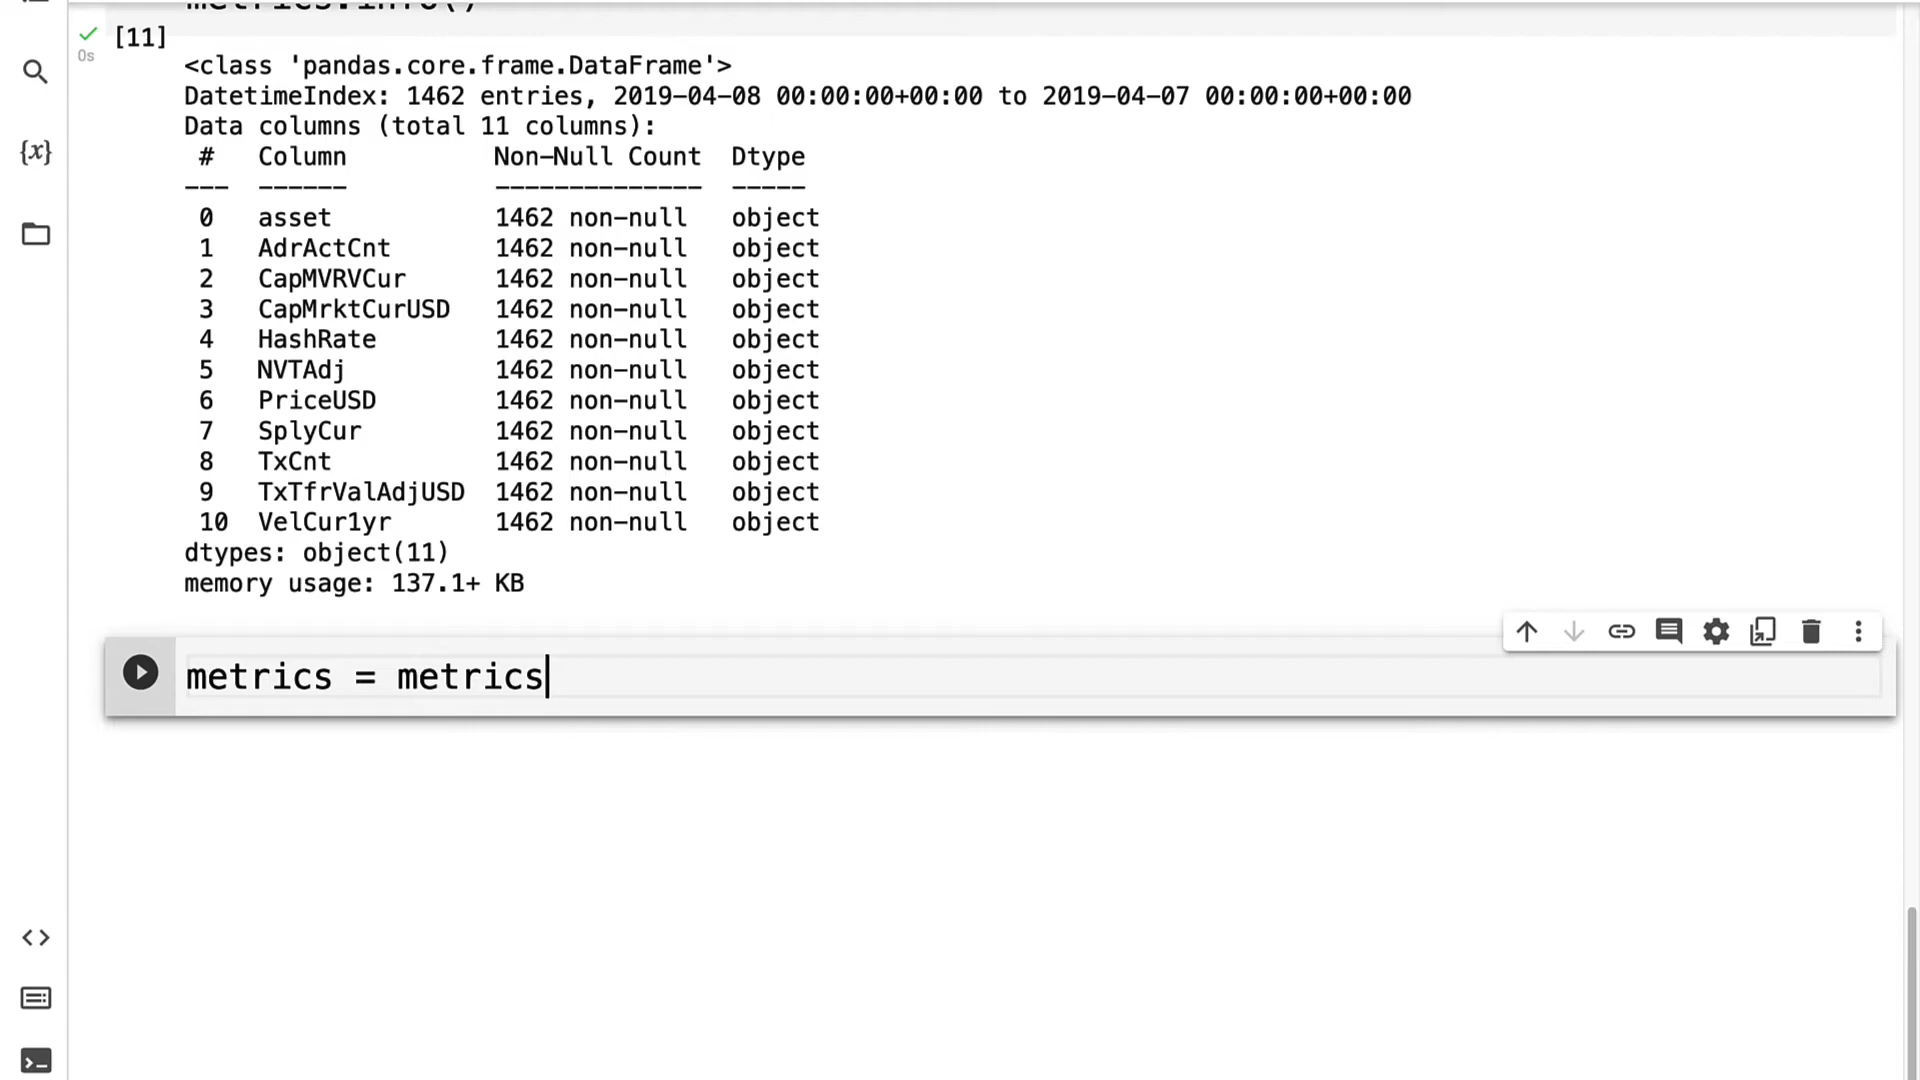 metrics.info()
[11]
0s
<class 'pandas.core.frame.DataFrame'>
DatetimeIndex: 1462 entries, 2019-04-08 00:00:00+00:00 to 2019-04-07 00:00:00+00:00
Data columns (total 11 columns):
# Column Non-Null Count Dtype
--- ------ -------------- -----
0 asset 1462 non-null object
1 AdrActCnt 1462 non-null object
2 CapMVRVCur 1462 non-null object
3 CapMrktCurUSD 1462 non-null object
4 HashRate 1462 non-null object
5 NVTAdj 1462 non-null object
6 PriceUSD 1462 non-null object
7 SplyCur 1462 non-null object
8 TxCnt 1462 non-null object
9 TxTfrValAdjUSD 1462 non-null object
10 VelCur1yr 1462 non-null object
dtypes: object(11)
memory usage: 137.1+ KB
metrics = metrics
{x}